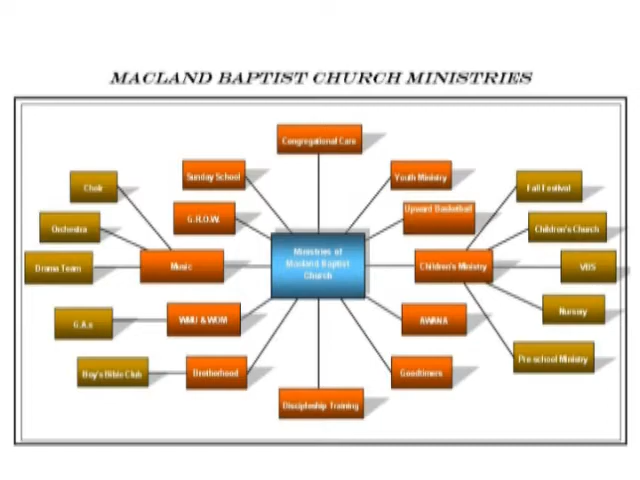 MACLAND BAPTIST CHURCH MINISTRIES
Congregational Care
Sunday School
Youth Ministry
Choir
Fall Festival
G.R.O.W.
Upward Basketball
Orchestra
Children's Church
Ministries of
Macland Baptist
Church
Drama Team
Music
Children's Ministry
VBS
Nursery
G.A.s
WMU & WOM
AWANA
Pre-school Ministry
Boy's Bible Club
Brotherhood
Goodtimers
Discipleship Training